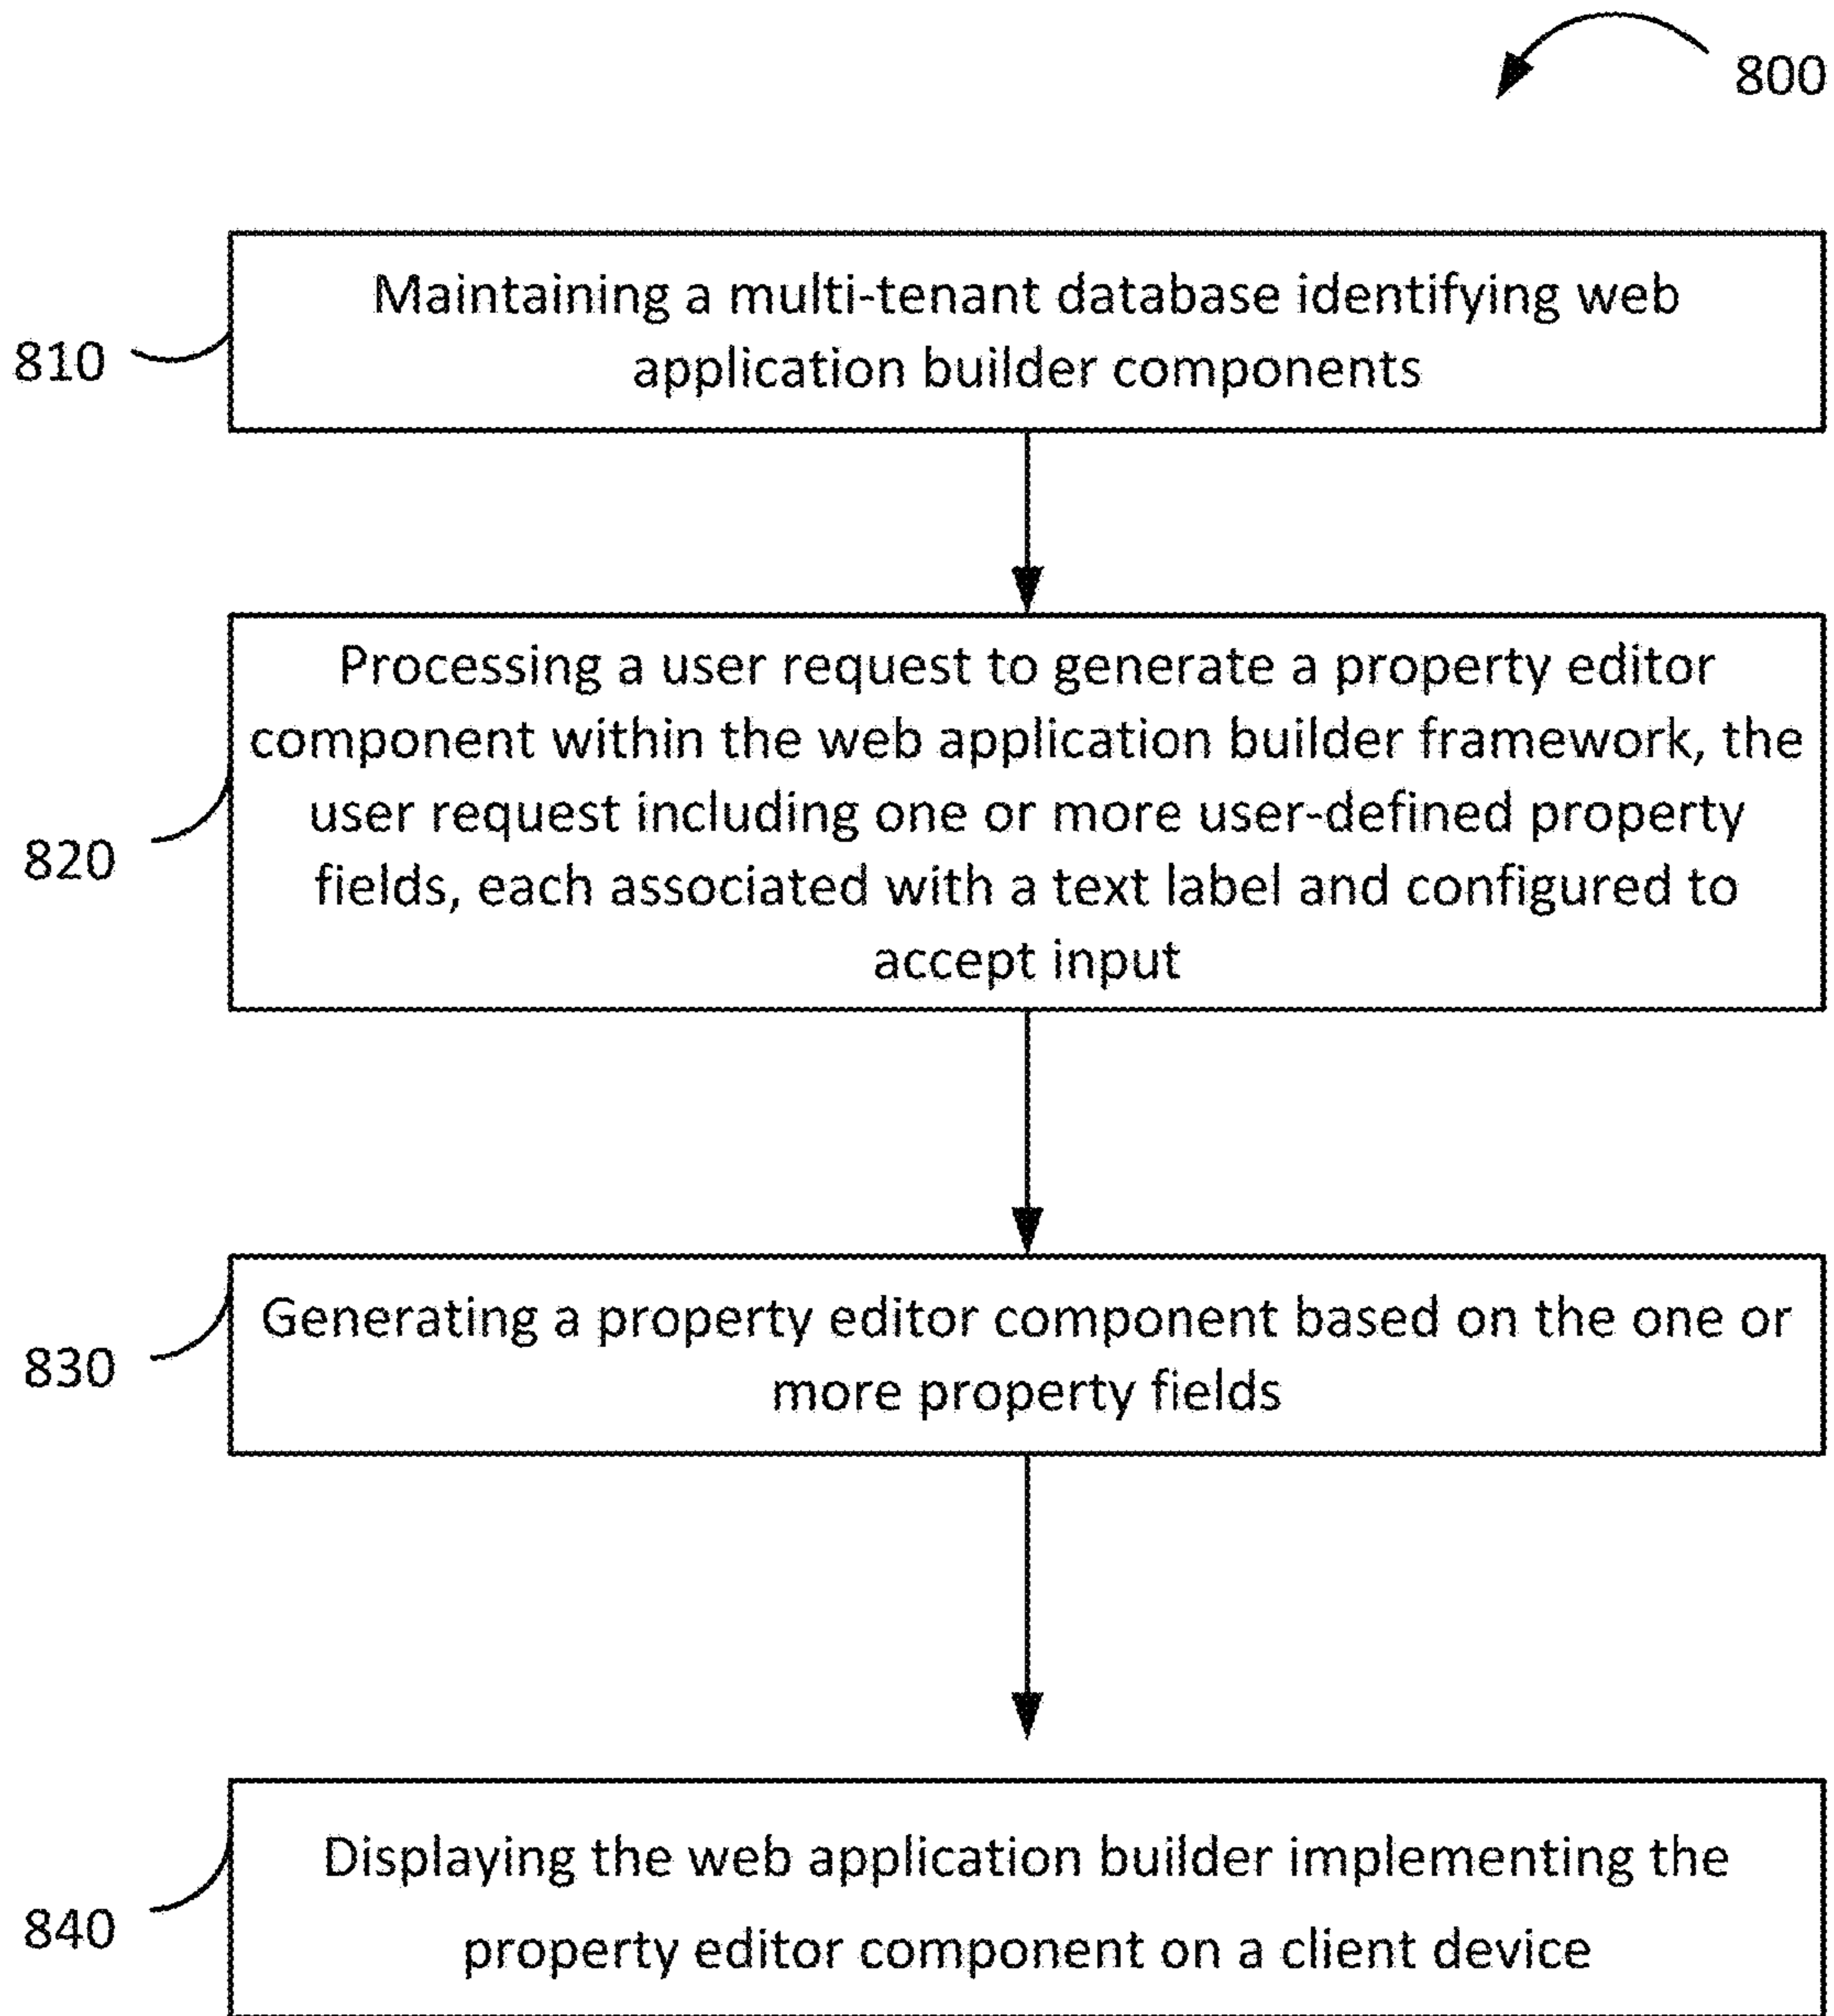 800
810
Maintaining a multi-tenant database identifying web
application builder components
820
Processing a user request to generate a property editor
component within the web application builder framework, the
user request including one or more user-defined property
fields, each associated with a text label and configured to
accept input
830
Generating a property editor component based on the one or
more property fields
840
Displaying the web application builder implementing the
property editor component on a client device